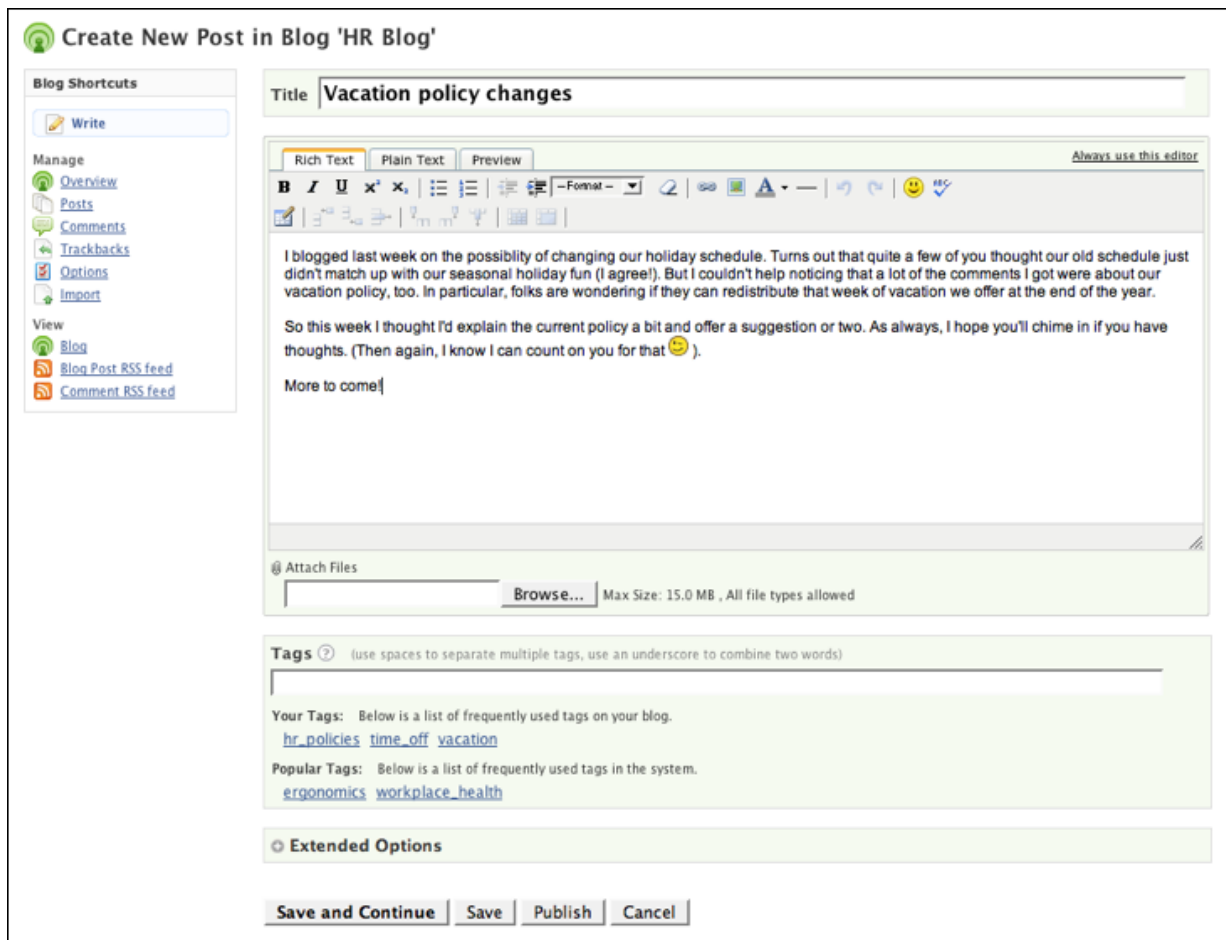 Create New Post in Blog 'HR Blog'
Blog Shortcuts
Write
Manage
Overview
Posts
Comments
Trackbacks
Options
Import
View
Blog
Blog Post RSS feed
Comment RSS feed
Title Vacation policy changes
Rich Text Plain Text Preview Always use this editor
B I U x² x₂ --Format-- A ABC
I blogged last week on the possiblity of changing our holiday schedule. Turns out that quite a few of you thought our old schedule just
didn't match up with our seasonal holiday fun (I agree!). But I couldn't help noticing that a lot of the comments I got were about our
vacation policy, too. In particular, folks are wondering if they can redistribute that week of vacation we offer at the end of the year.
So this week I thought I'd explain the current policy a bit and offer a suggestion or two. As always, I hope you'll chime in if you have
thoughts. (Then again, I know I can count on you for that ).
More to come!
Attach Files
Browse... Max Size: 15.0 MB , All file types allowed
Tags ? (use spaces to separate multiple tags, use an underscore to combine two words)
Your Tags: Below is a list of frequently used tags on your blog.
hr_policies time_off vacation
Popular Tags: Below is a list of frequently used tags in the system.
ergonomics workplace_health
Extended Options
Save and Continue Save Publish Cancel